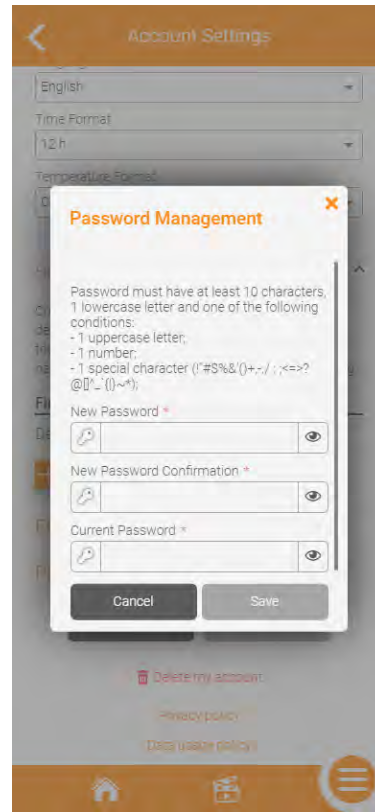 Account Settings
English
Time Format
12 h
Temperature Format
Password Management
Password must have at least 10 characters,
1 lowercase letter and one of the following
conditions:
- 1 uppercase letter;
- 1 number;
- 1 special character (!"#$%&'()+,-./ : ;<=>?
@[]^_`{|}~*);
New Password *
New Password Confirmation *
Current Password *
Cancel
Save
Delete my account
Privacy policy
Data usage policy